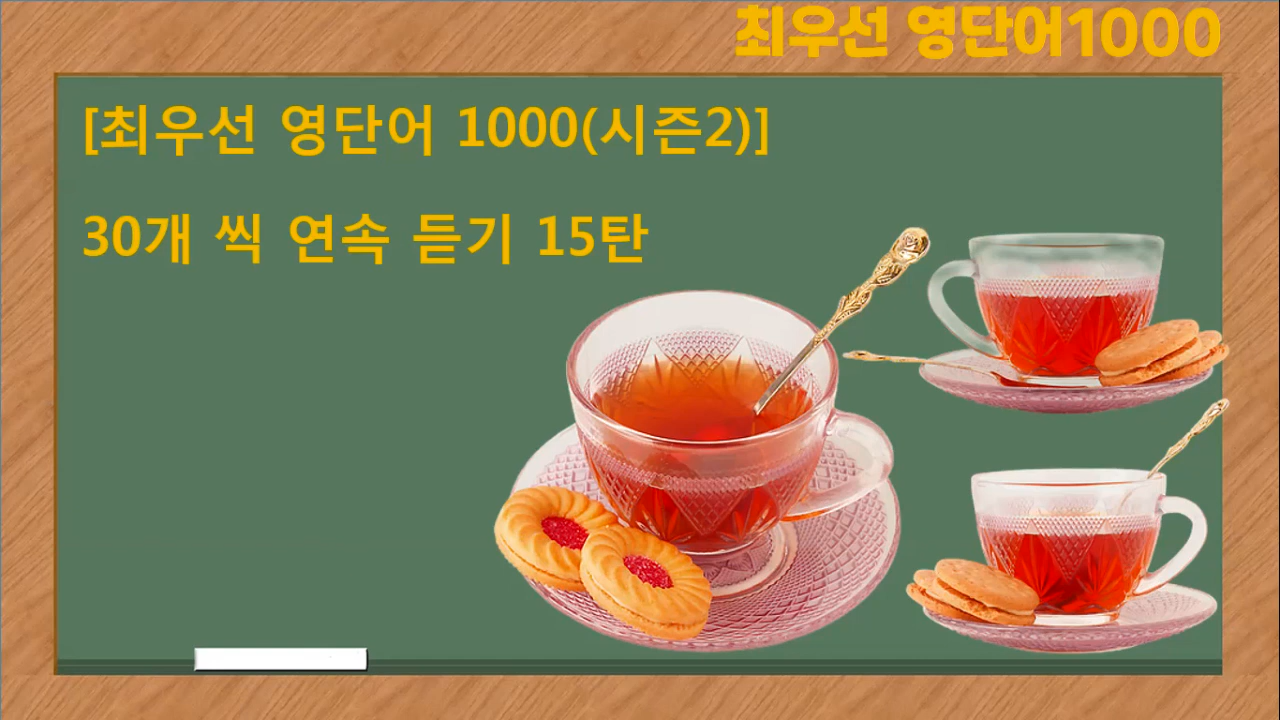 최우선 영단어1000
[최우선 영단어 1000(시즌2)]
30개 씩 연속 듣기 15탄